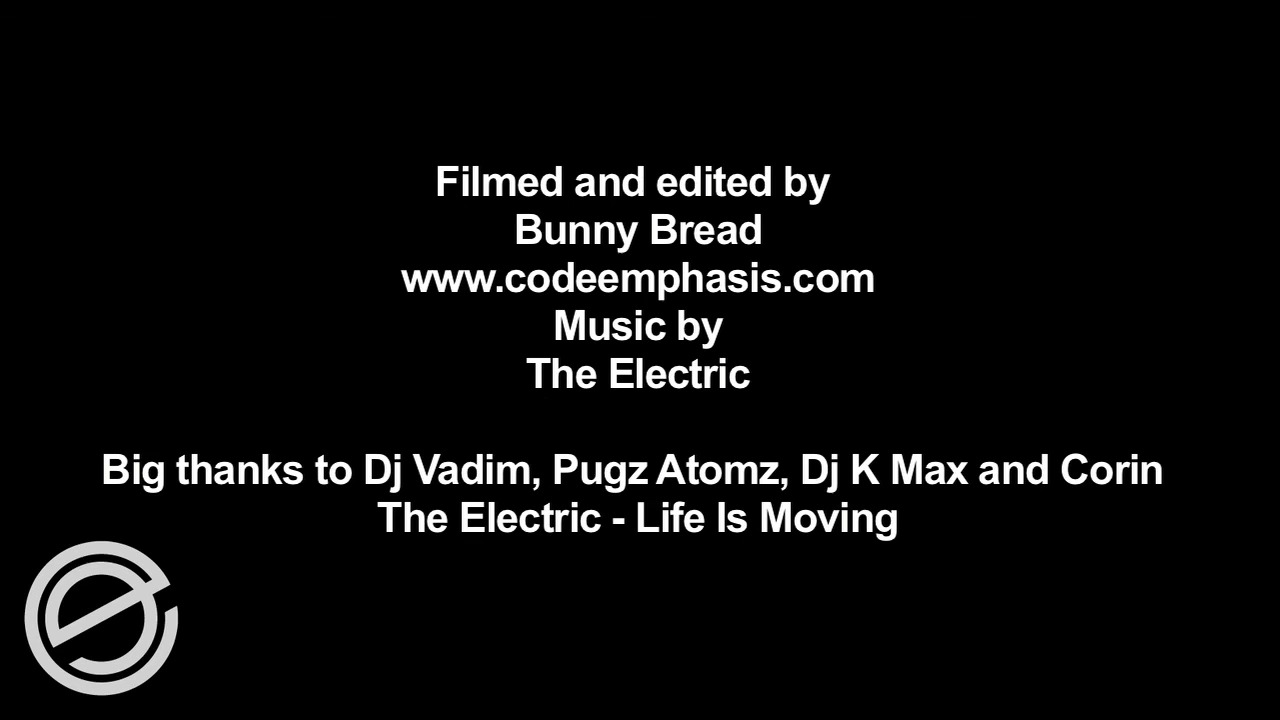 Filmed and edited by
Bunny Bread
www.codeemphasis.com
Music by
The Electric
Big thanks to Dj Vadim, Pugz Atomz, Dj K Max and Corin
The Electric - Life Is Moving